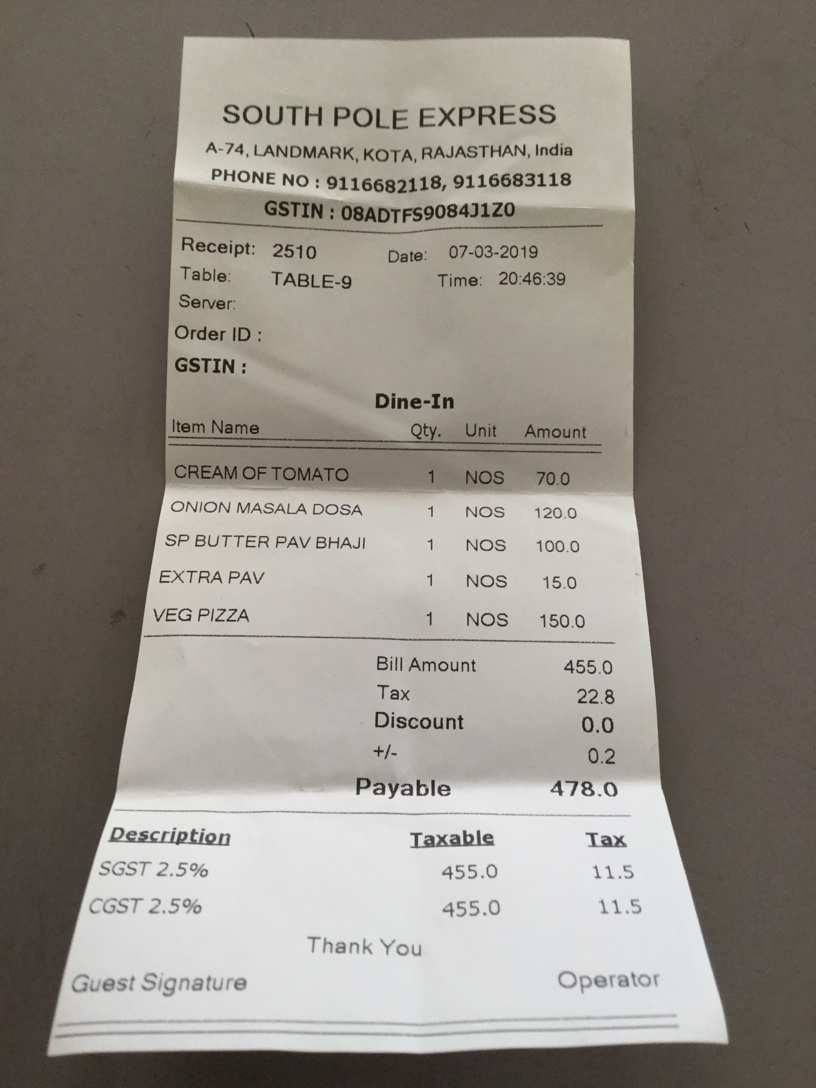 SOUTH POLE EXPRESS
A-74, LANDMARK, KOTA, RAJASTHAN, India
PHONE NO : 9116682118, 9116683118
GSTIN : 08ADTFS9084J1Z0
Receipt: 2510 Date: 07-03-2019
Table: TABLE-9 Time: 20:46:39
Server:
Order ID :
GSTIN :
Dine-In
Item Name Qty. Unit Amount
CREAM OF TOMATO 1 NOS 70.0
ONION MASALA DOSA 1 NOS 120.0
SP BUTTER PAV BHAJI 1 NOS 100.0
EXTRA PAV 1 NOS 15.0
VEG PIZZA 1 NOS 150.0
Bill Amount 455.0
Tax 22.8
Discount 0.0
+/- 0.2
Payable 478.0
Description Taxable Tax
SGST 2.5% 455.0 11.5
CGST 2.5% 455.0 11.5
Thank You
Guest Signature Operator